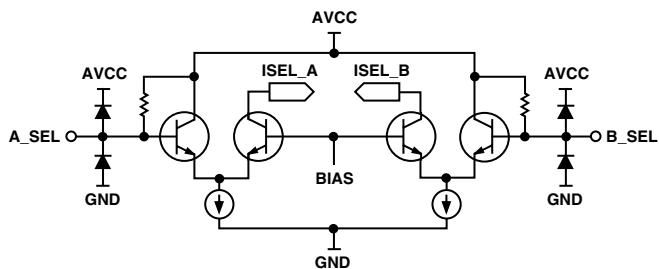 AVCC
ISEL_A ISEL_B
AVCC AVCC
A_SEL B_SEL
BIAS
GND GND
GND